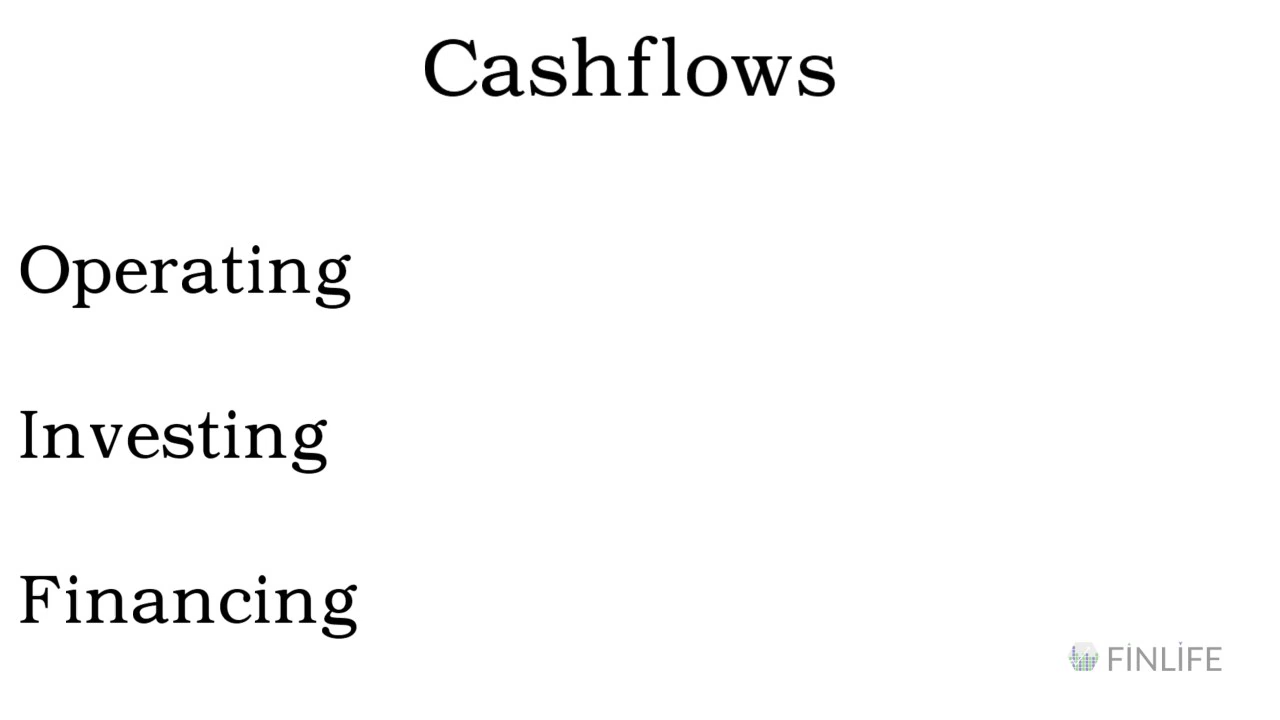 Cashflows
Operating
Investing
Financing
FİNLİFE